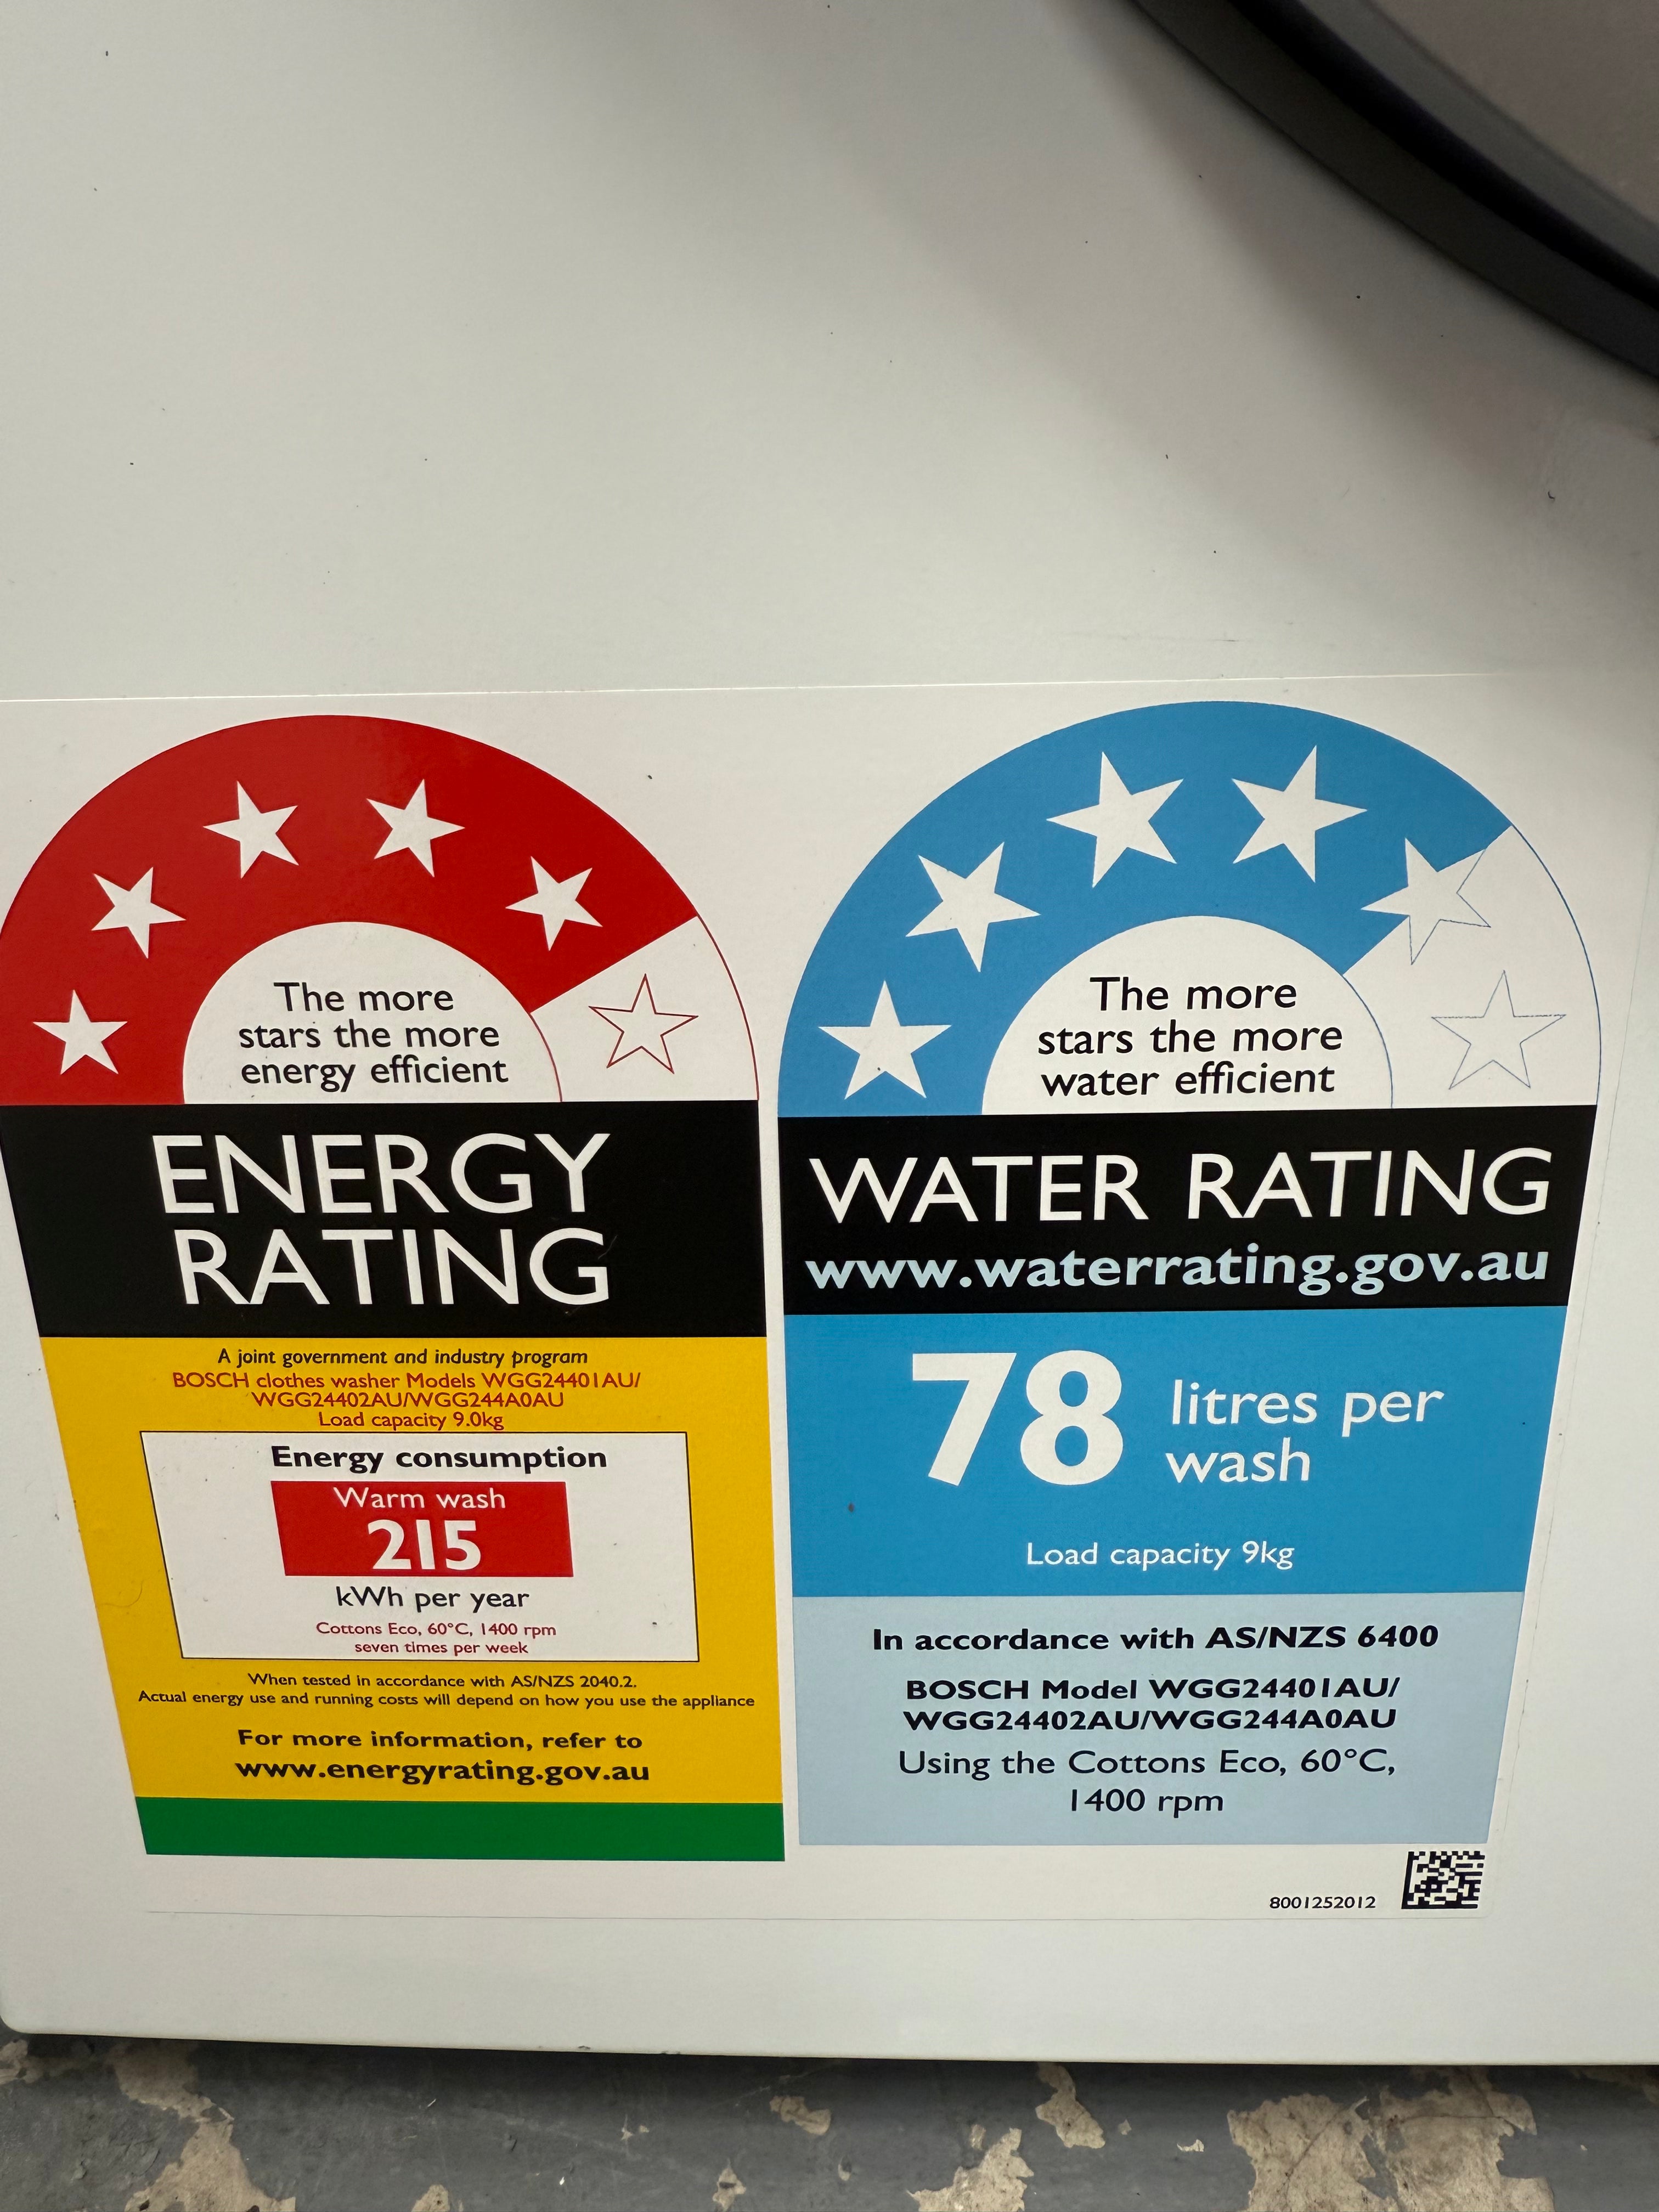 The more
stars the more
energy efficient
ENERGY
RATING
A joint government and industry program
BOSCH clothes washer Models WGG24401AU/
WGG24402AU/WGG244A0AU
Load capacity 9.0kg
Energy consumption
Warm wash
215
kWh per year
Cottons Eco, 60°C, 1400 rpm
seven times per week
When tested in accordance with AS/NZS 2040.2.
Actual energy use and running costs will depend on how you use the appliance
For more information, refer to
www.energyrating.gov.au
The more
stars the more
water efficient
WATER RATING
www.waterrating.gov.au
78 litres per
wash
Load capacity 9kg
In accordance with AS/NZS 6400
BOSCH Model WGG24401AU/
WGG24402AU/WGG244A0AU
Using the Cottons Eco, 60°C,
1400 rpm
8001252012